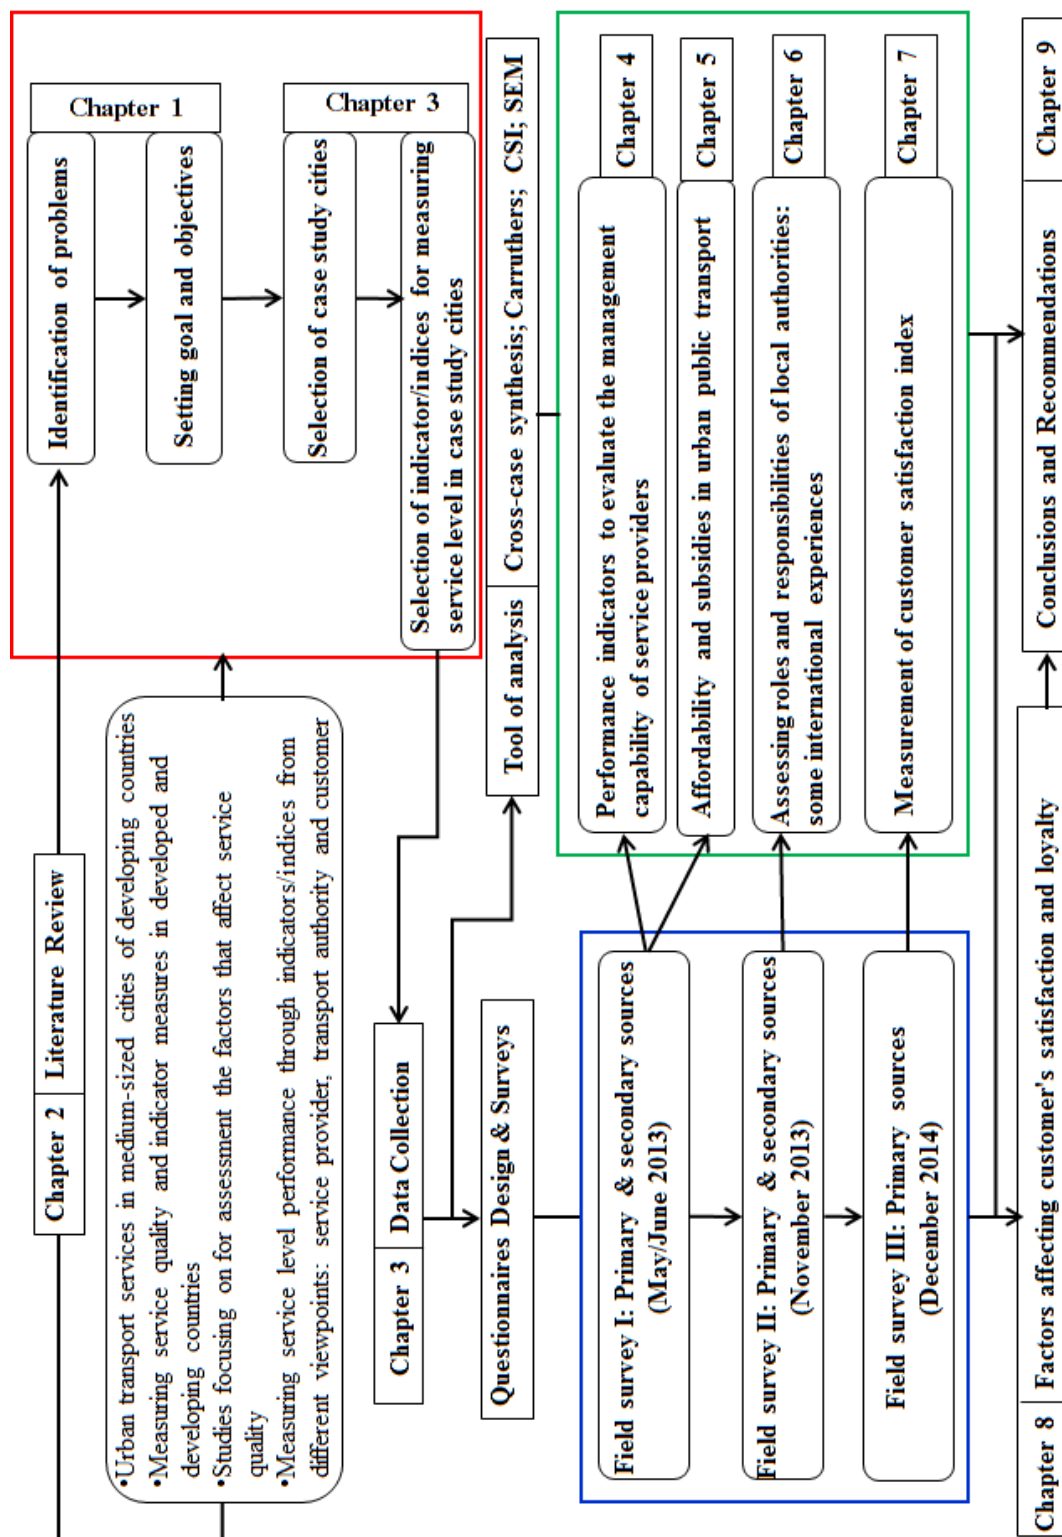 Chapter 2
Literature Review
•Urban transport services in medium-sized cities of developing countries
•Measuring service quality and indicator measures in developed and
developing countries
•Studies focusing on for assessment the factors that affect service
quality
•Measuring service level performance through indicators/indices from
different viewpoints: service provider, transport authority and customer
Chapter 1
Identification of problems
Setting goal and objectives
Chapter 3
Selection of case study cities
Selection of indicator/indices for measuring
service level in case study cities
Chapter 3
Data Collection
Questionnaires Design & Surveys
Tool of analysis
Cross-case synthesis; Carruthers; CSI; SEM
Field survey I: Primary & secondary sources
(May/June 2013)
Field survey II: Primary & secondary sources
(November 2013)
Field survey III: Primary sources
(December 2014)
Performance indicators to evaluate the management
capability of service providers
Chapter 4
Affordability and subsidies in urban public transport
Chapter 5
Assessing roles and responsibilities of local authorities:
some international experiences
Chapter 6
Measurement of customer satisfaction index
Chapter 7
Chapter 8
Factors affecting customer's satisfaction and loyalty
Conclusions and Recommendations
Chapter 9